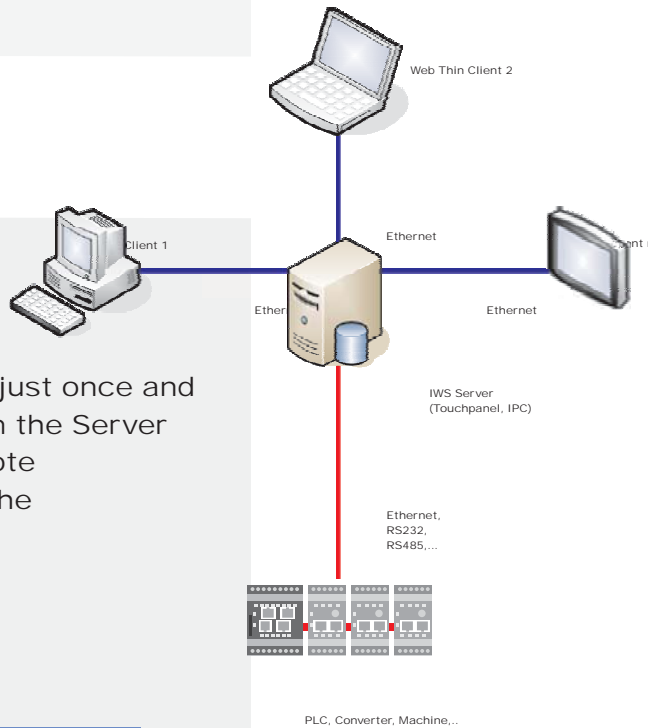 Web Thin Client 2
Ethernet
Client 1
Ethernet
IWS Server
(Touchpanel, IPC)
just once and
the Server
he
Ethernet,
RS232,
RS485,...
PLC, Converter, Machine,..